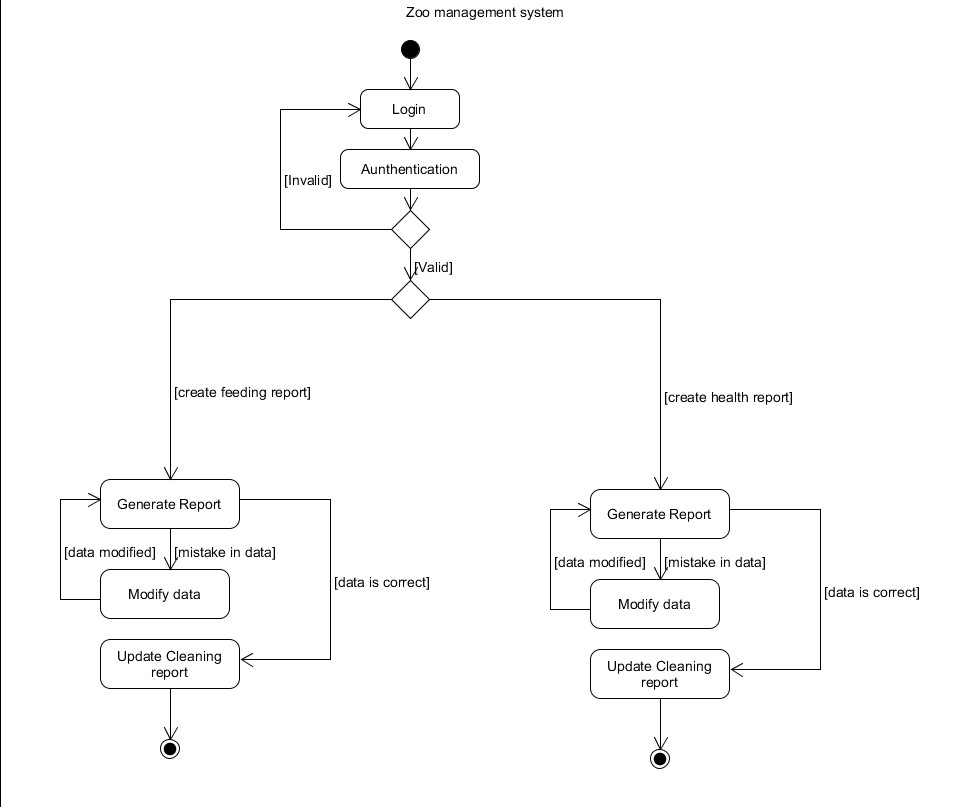 Zoo management system
Login
Aunthentication
[Invalid]
[Valid]
[create feeding report]
[create health report]
Generate Report
[data modified]
[mistake in data]
[data is correct]
Modify data
Update Cleaning
report
Generate Report
[data modified]
[mistake in data]
[data is correct]
Modify data
Update Cleaning
report